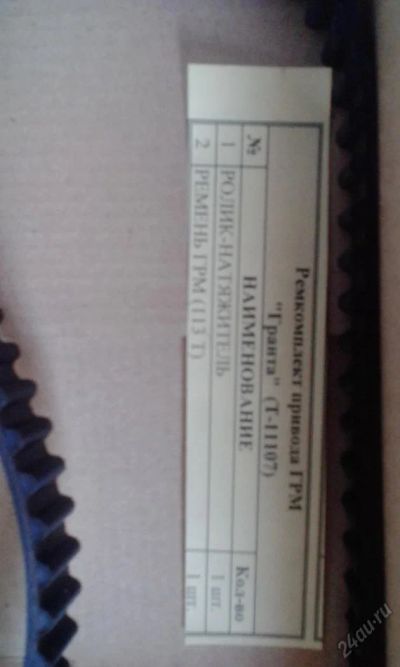 Ремкомплект привода ГРМ
"Гранта" (Т-11107)
№ НАИМЕНОВАНИЕ Кол-во
1 РОЛИК-НАТЯЖИТЕЛЬ 1 шт.
2 РЕМЕНЬ ГРМ (113 Т) 1 шт.
24au.ru